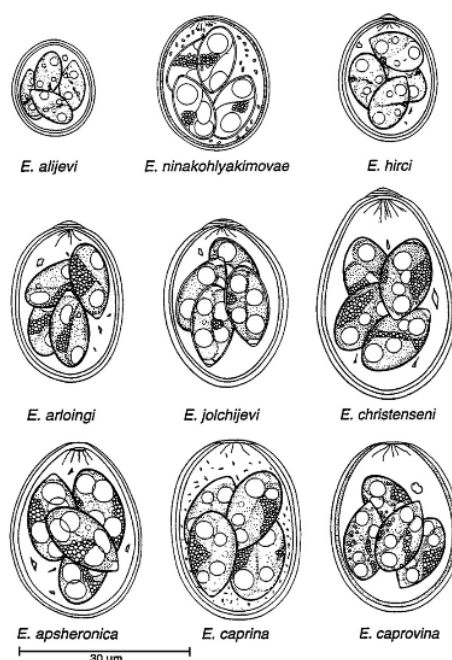 E. alijevi
E. ninakohlyakimovae
E. hirci
E. arloingi
E. jolchijevi
E. christenseni
E. apsheronica
E. caprina
E. caprovina
30 µm